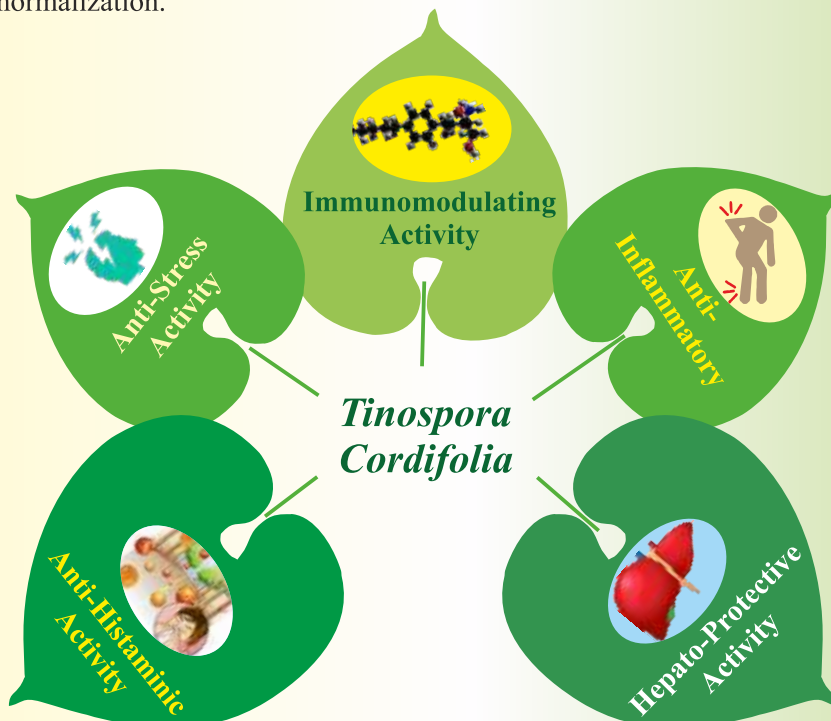 normalization.
Immunomodulating
Activity
Anti-Stress
Activity
Anti-
Inflammatory
Tinospora
Cordifolia
Anti-Histaminic
Activity
Hepato-Protective
Activity